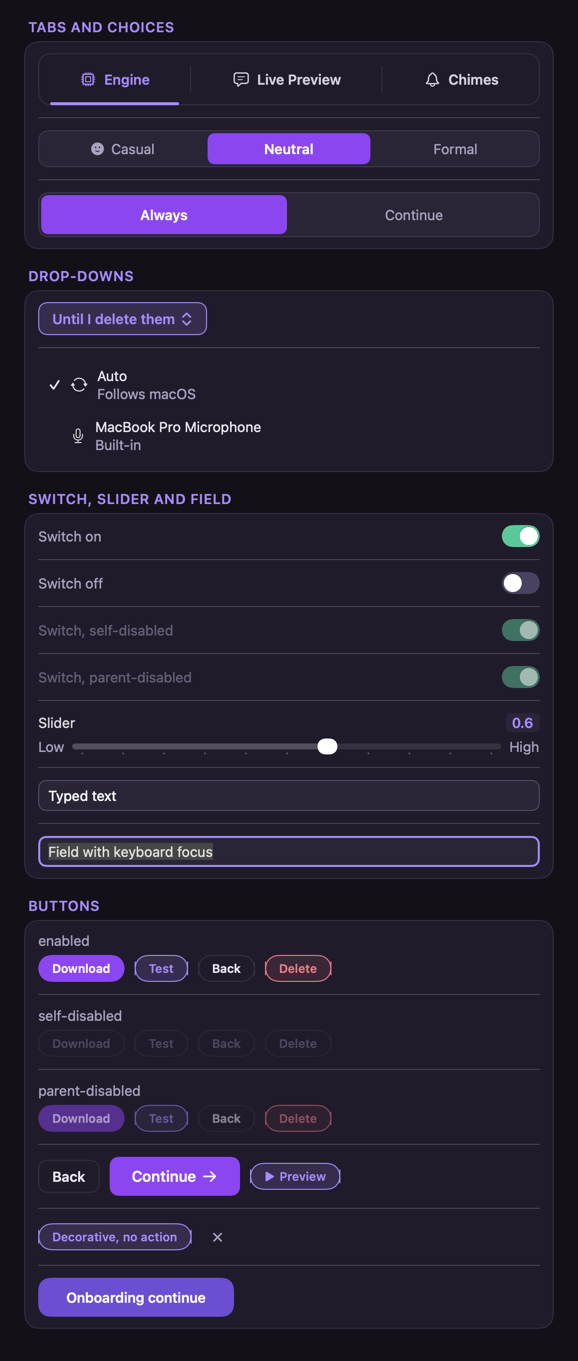 TABS AND CHOICES
Engine
Live Preview
Chimes
Casual
Neutral
Formal
Always
Continue
DROP-DOWNS
Until I delete them
Auto
Follows macOS
MacBook Pro Microphone
Built-in
SWITCH, SLIDER AND FIELD
Switch on
Switch off
Switch, self-disabled
Switch, parent-disabled
Slider
0.6
Low
High
Typed text
Field with keyboard focus
BUTTONS
enabled
Download
Test
Back
Delete
self-disabled
Download
Test
Back
Delete
parent-disabled
Download
Test
Back
Delete
Back
Continue →
Preview
Decorative, no action
Onboarding continue